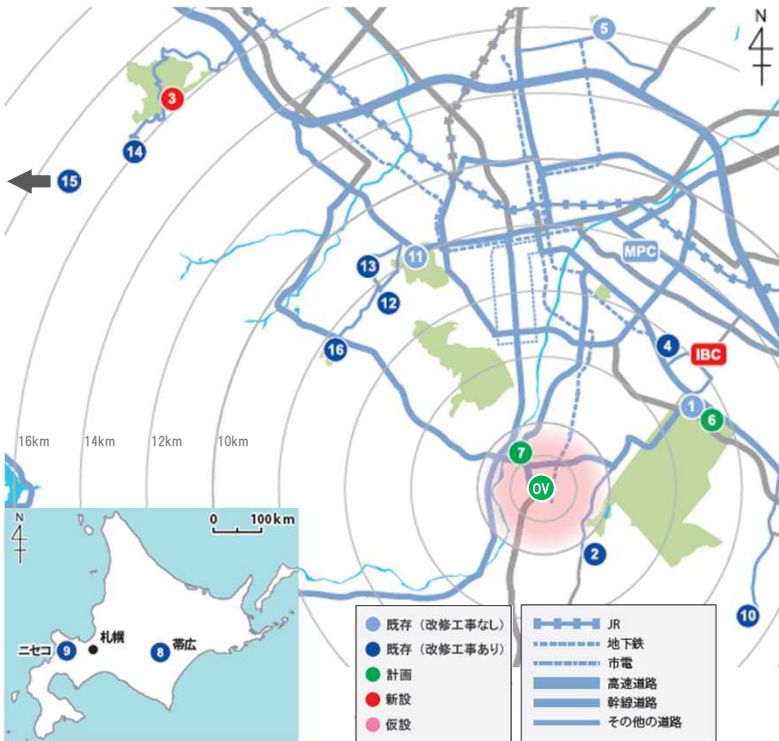 N
5
3
14
15
11
13
MPC
12
16
4
IBC
1
6
16km
14km
12km
10km
7
OV
2
10
N
0 100km
ニセコ
9
札幌
8
帯広
既存（改修工事なし）
既存（改修工事あり）
計画
新設
仮設
JR
地下鉄
市電
高速道路
幹線道路
その他の道路